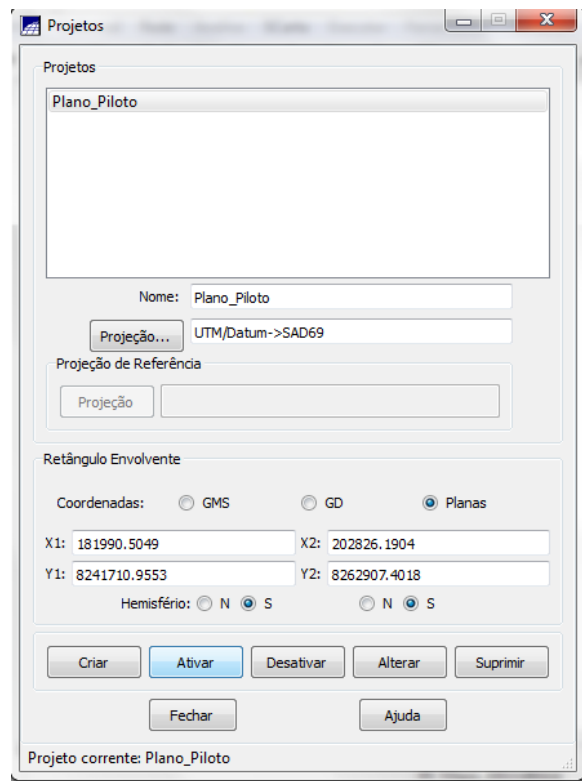 Projetos
Projetos
Plano_Piloto
Nome: Plano_Piloto
Projeção... UTM/Datum->SAD69
Projeção de Referência
Projeção
Retângulo Envolvente
Coordenadas: GMS GD Planas
X1: 181990.5049 X2: 202826.1904
Y1: 8241710.9553 Y2: 8262907.4018
Hemisfério: N S N S
Criar Ativar Desativar Alterar Suprimir
Fechar Ajuda
Projeto corrente: Plano_Piloto